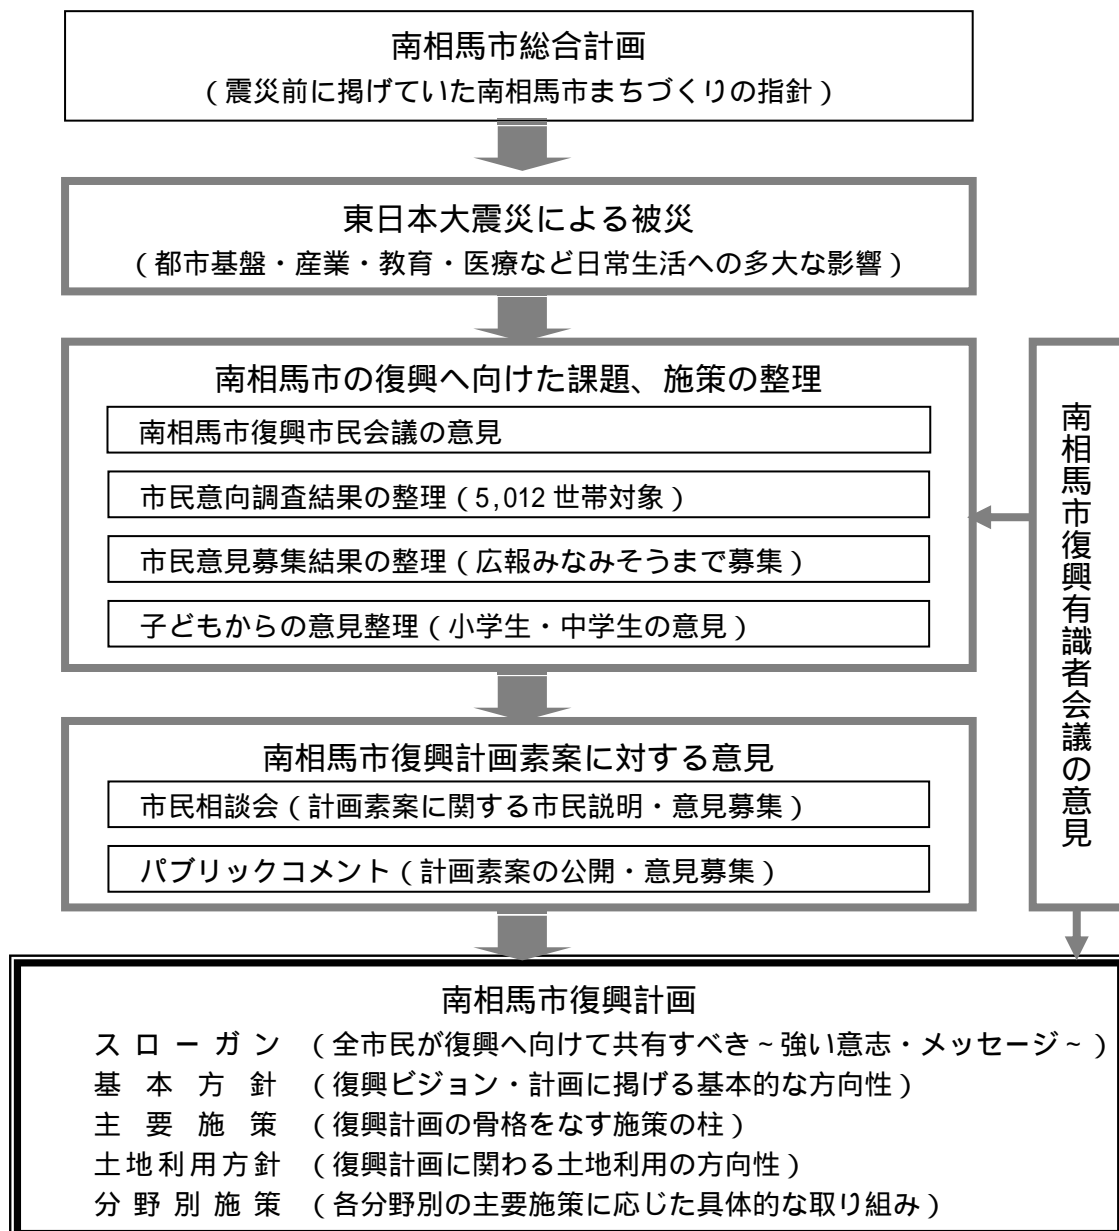 南相馬市総合計画
（震災前に掲げていた南相馬市まちづくりの指針）
東日本大震災による被災
（都市基盤・産業・教育・医療など日常生活への多大な影響）
南相馬市の復興へ向けた課題、施策の整理
南相馬市復興市民会議の意見
市民意向調査結果の整理（5,012 世帯対象）
市民意見募集結果の整理（広報みなみそうまで募集）
子どもからの意見整理（小学生・中学生の意見）
南相馬市復興有識者会議の意見
南相馬市復興計画素案に対する意見
市民相談会（計画素案に関する市民説明・意見募集）
パブリックコメント（計画素案の公開・意見募集）
南相馬市復興計画
スローガン （全市民が復興へ向けて共有すべき～強い意志・メッセージ～）
基本方針 （復興ビジョン・計画に掲げる基本的な方向性）
主要施策 （復興計画の骨格をなす施策の柱）
土地利用方針 （復興計画に関わる土地利用の方向性）
分野別施策 （各分野別の主要施策に応じた具体的な取り組み）